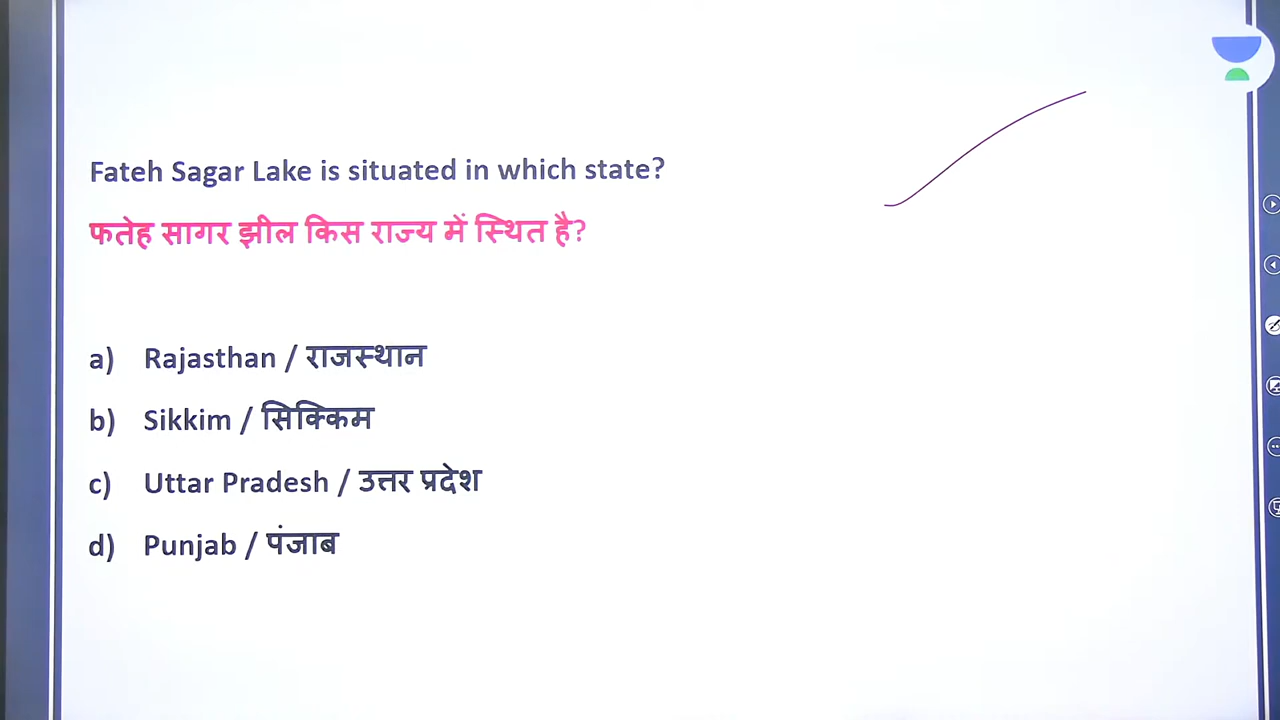 Fateh Sagar Lake is situated in which state?
फतेह सागर झील किस राज्य में स्थित है?
a) Rajasthan / राजस्थान
b) Sikkim / सिक्किम
c) Uttar Pradesh / उत्तर प्रदेश
d) Punjab / पंजाब